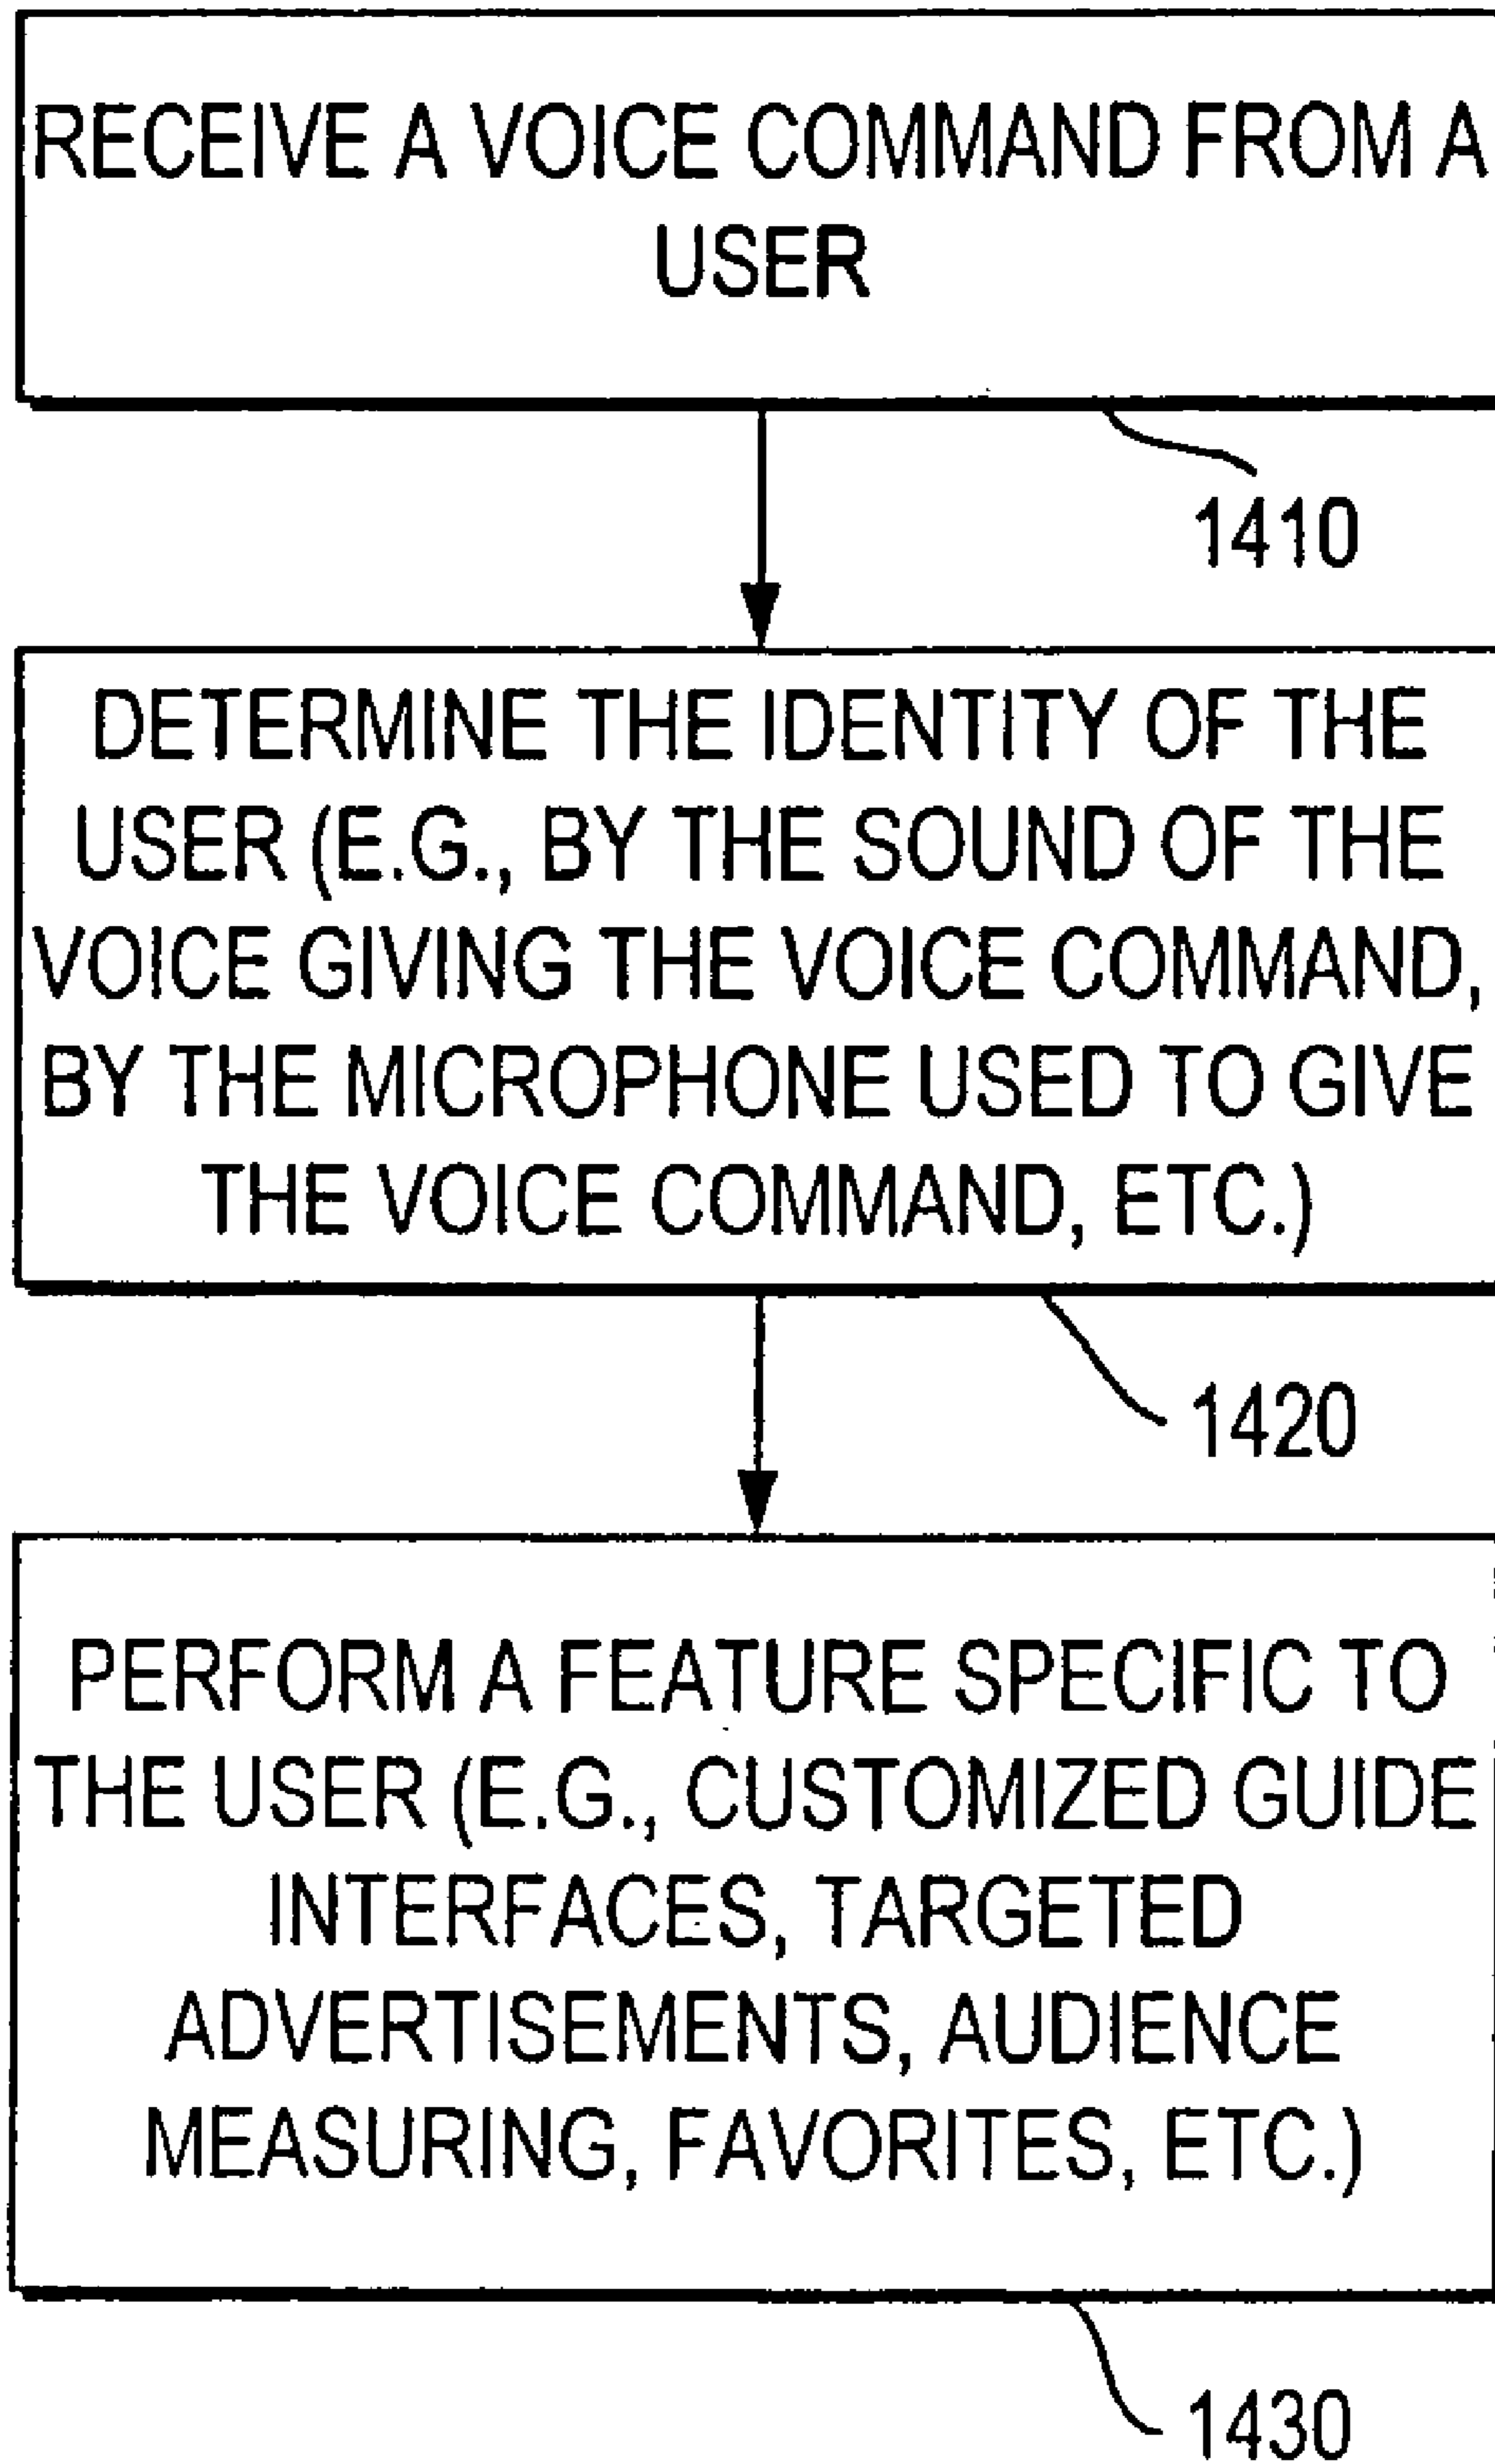 RECEIVE A VOICE COMMAND FROM A
USER
1410
DETERMINE THE IDENTITY OF THE
USER (E.G., BY THE SOUND OF THE
VOICE GIVING THE VOICE COMMAND,
BY THE MICROPHONE USED TO GIVE
THE VOICE COMMAND, ETC.)
1420
PERFORM A FEATURE SPECIFIC TO
THE USER (E.G., CUSTOMIZED GUIDE
INTERFACES, TARGETED
ADVERTISEMENTS, AUDIENCE
MEASURING, FAVORITES, ETC.)
1430